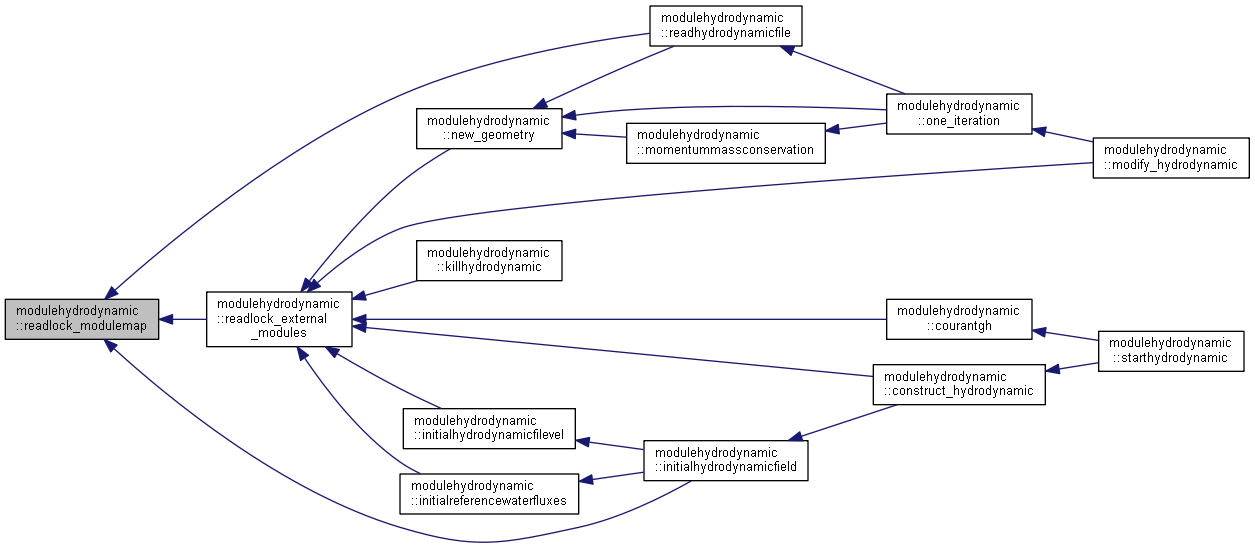 modulehydrodynamic
::readhydrodynamicfile
modulehydrodynamic
::one_iteration
modulehydrodynamic
::new_geometry
modulehydrodynamic
::momentummassconservation
modulehydrodynamic
::modify_hydrodynamic
modulehydrodynamic
::killhydrodynamic
modulehydrodynamic
::readlock_modulemap
modulehydrodynamic
::readlock_external
_modules
modulehydrodynamic
::courantgh
modulehydrodynamic
::starthydrodynamic
modulehydrodynamic
::construct_hydrodynamic
modulehydrodynamic
::initialhydrodynamicfilevel
modulehydrodynamic
::initialhydrodynamicfield
modulehydrodynamic
::initialreferencewaterfluxes